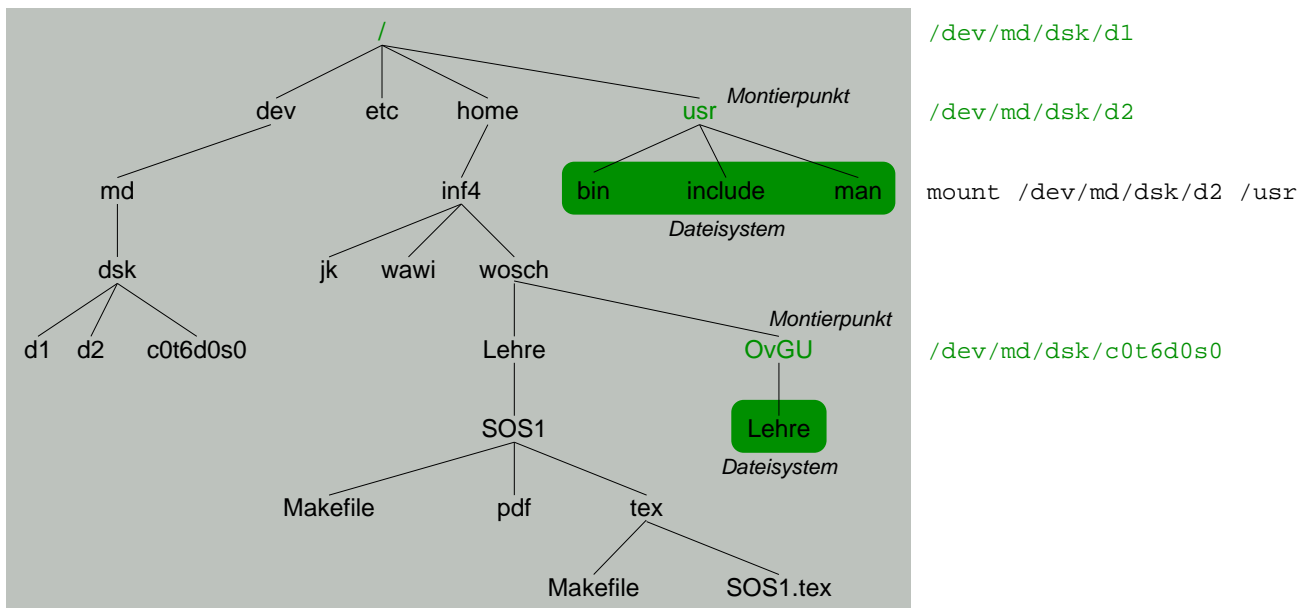 / /dev/md/dsk/d1
dev etc home usr Montierpunkt /dev/md/dsk/d2
md inf4 bin include man mount /dev/md/dsk/d2 /usr
Dateisystem
dsk jk wawi wosch
Montierpunkt
d1 d2 c0t6d0s0 Lehre OvGU /dev/md/dsk/c0t6d0s0
SOS1 Lehre
Dateisystem
Makefile pdf tex
Makefile SOS1.tex